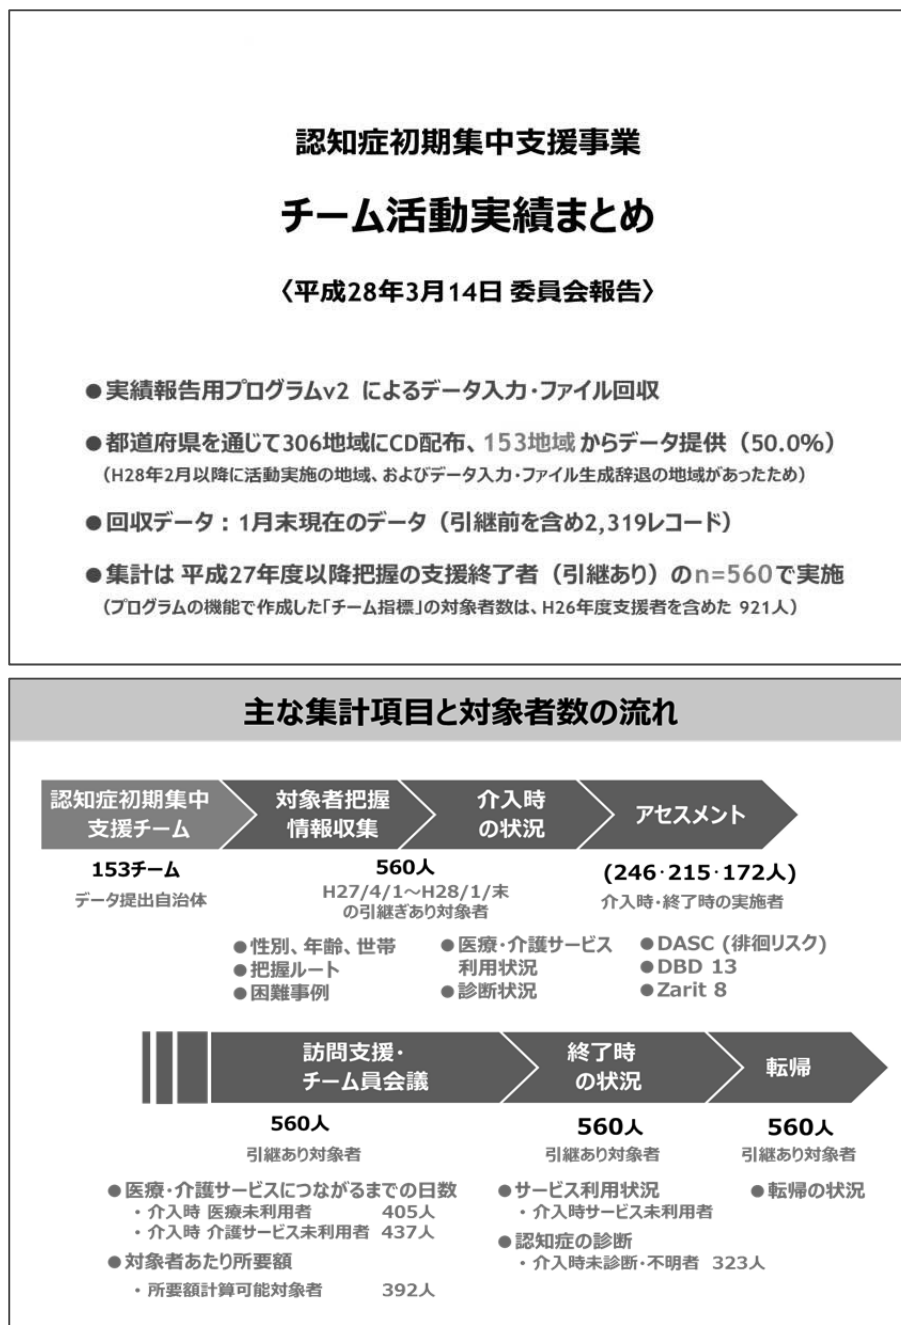 認知症初期集中支援事業
チーム活動実績まとめ
〈平成28年3月14日 委員会報告〉
●実績報告用プログラムv2 によるデータ入力・ファイル回収
●都道府県を通じて306地域にCD配布、153地域からデータ提供（50.0%）
（H28年2月以降に活動実施の地域、およびデータ入力・ファイル生成辞退の地域があったため）
●回収データ：1月末現在のデータ（引継前を含め2,319レコード）
●集計は 平成27年度以降把握の支援終了者（引継あり）のn=560で実施
（プログラムの機能で作成した「チーム指標」の対象者数は、H26年度支援者を含めた 921人）
主な集計項目と対象者数の流れ
認知症初期集中
支援チーム
対象者把握
情報収集
介入時
の状況
アセスメント
153チーム
データ提出自治体
560人
H27/4/1～H28/1/末
の引継ぎあり対象者
(246･215･172人)
介入時・終了時の実施者
●性別、年齢、世帯
●把握ルート
●困難事例
●医療・介護サービス
利用状況
●診断状況
●DASC (徘徊リスク)
●DBD 13
●Zarit 8
訪問支援・
チーム員会議
終了時
の状況
転帰
560人
引継あり対象者
560人
引継あり対象者
560人
引継あり対象者
●医療・介護サービスにつながるまでの日数
・介入時 医療未利用者 405人
・介入時 介護サービス未利用者 437人
●対象者あたり所要額
・所要額計算可能対象者 392人
●サービス利用状況
・介入時サービス未利用者
●認知症の診断
・介入時未診断・不明者 323人
●転帰の状況